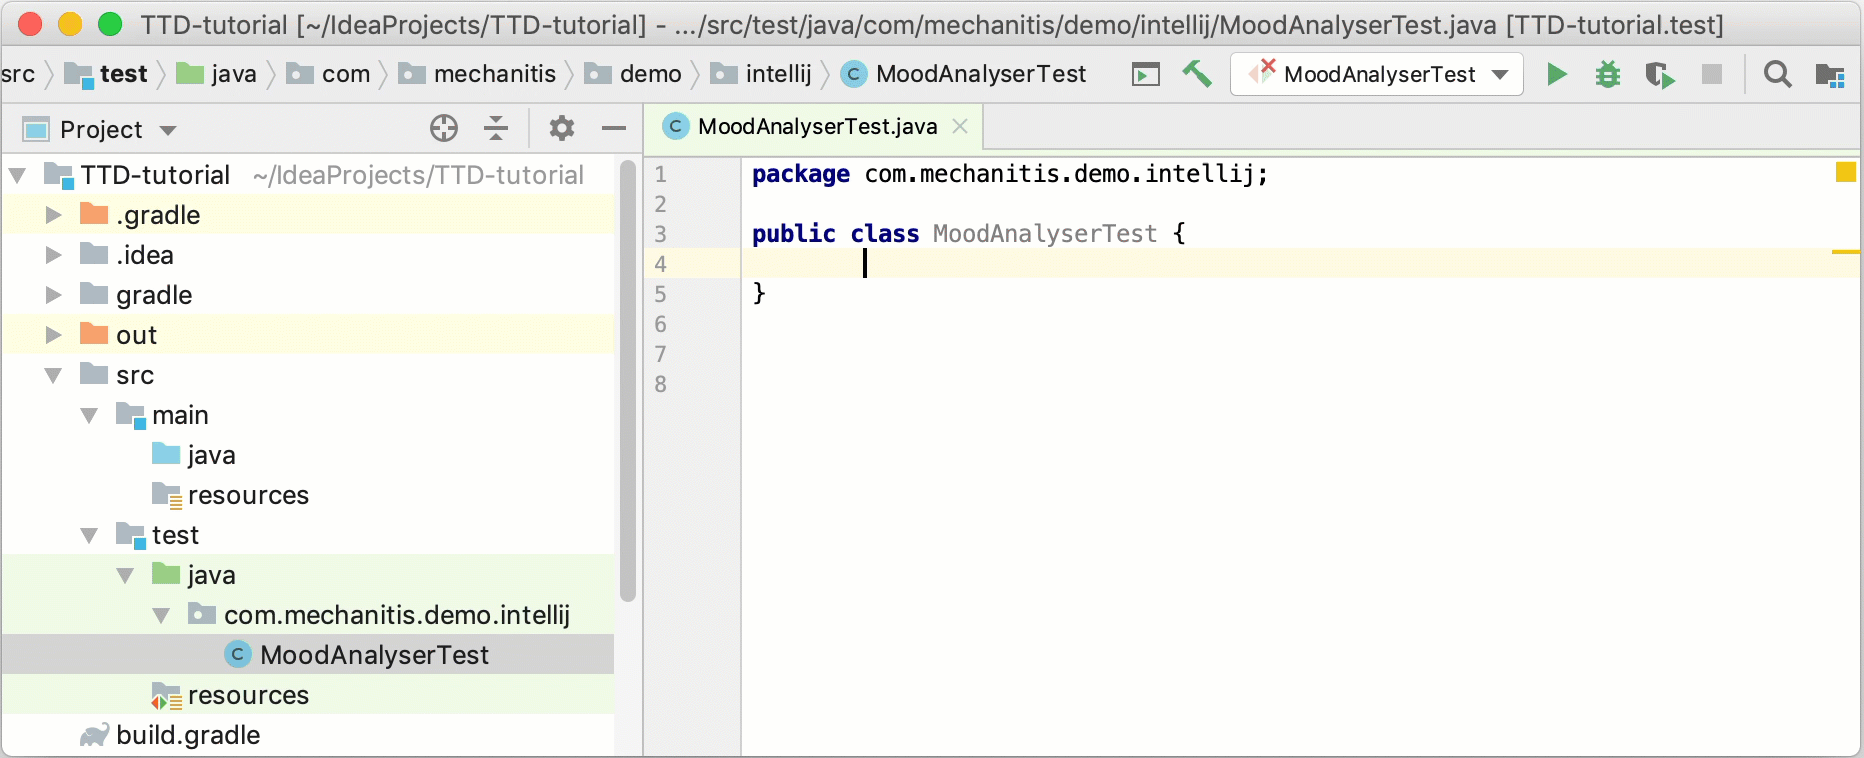 TTD-tutorial [~/IdeaProjects/TTD-tutorial] - .../src/test/java/com/mechanitis/demo/intellij/MoodAnalyserTest.java [TTD-tutorial.test]
src test java com mechanitis demo intellij C MoodAnalyserTest MoodAnalyserTest
Project
TTD-tutorial ~/IdeaProjects/TTD-tutorial
.gradle
.idea
gradle
out
src
main
java
resources
test
java
com.mechanitis.demo.intellij
C MoodAnalyserTest
resources
build.gradle
C MoodAnalyserTest.java
1 package com.mechanitis.demo.intellij;
2
3 public class MoodAnalyserTest {
4
5 }
6
7
8